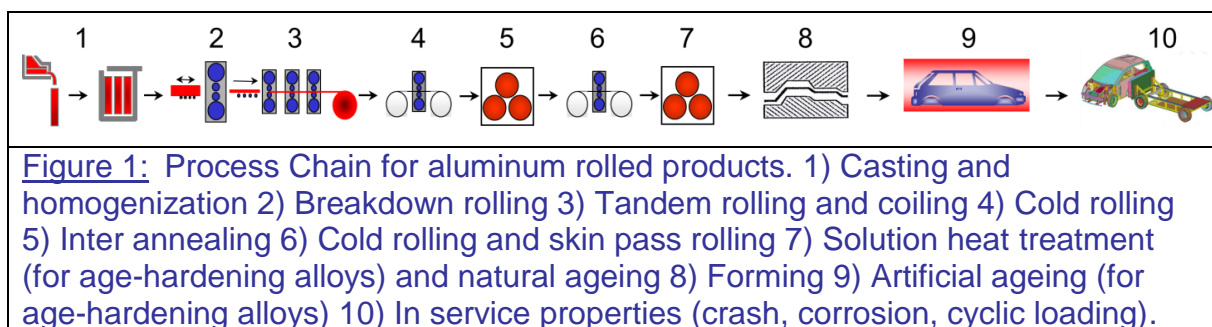 1 2 3 4 5 6 7 8 9 10
Figure 1: Process Chain for aluminum rolled products. 1) Casting and
homogenization 2) Breakdown rolling 3) Tandem rolling and coiling 4) Cold rolling
5) Inter annealing 6) Cold rolling and skin pass rolling 7) Solution heat treatment
(for age-hardening alloys) and natural ageing 8) Forming 9) Artificial ageing (for
age-hardening alloys) 10) In service properties (crash, corrosion, cyclic loading).